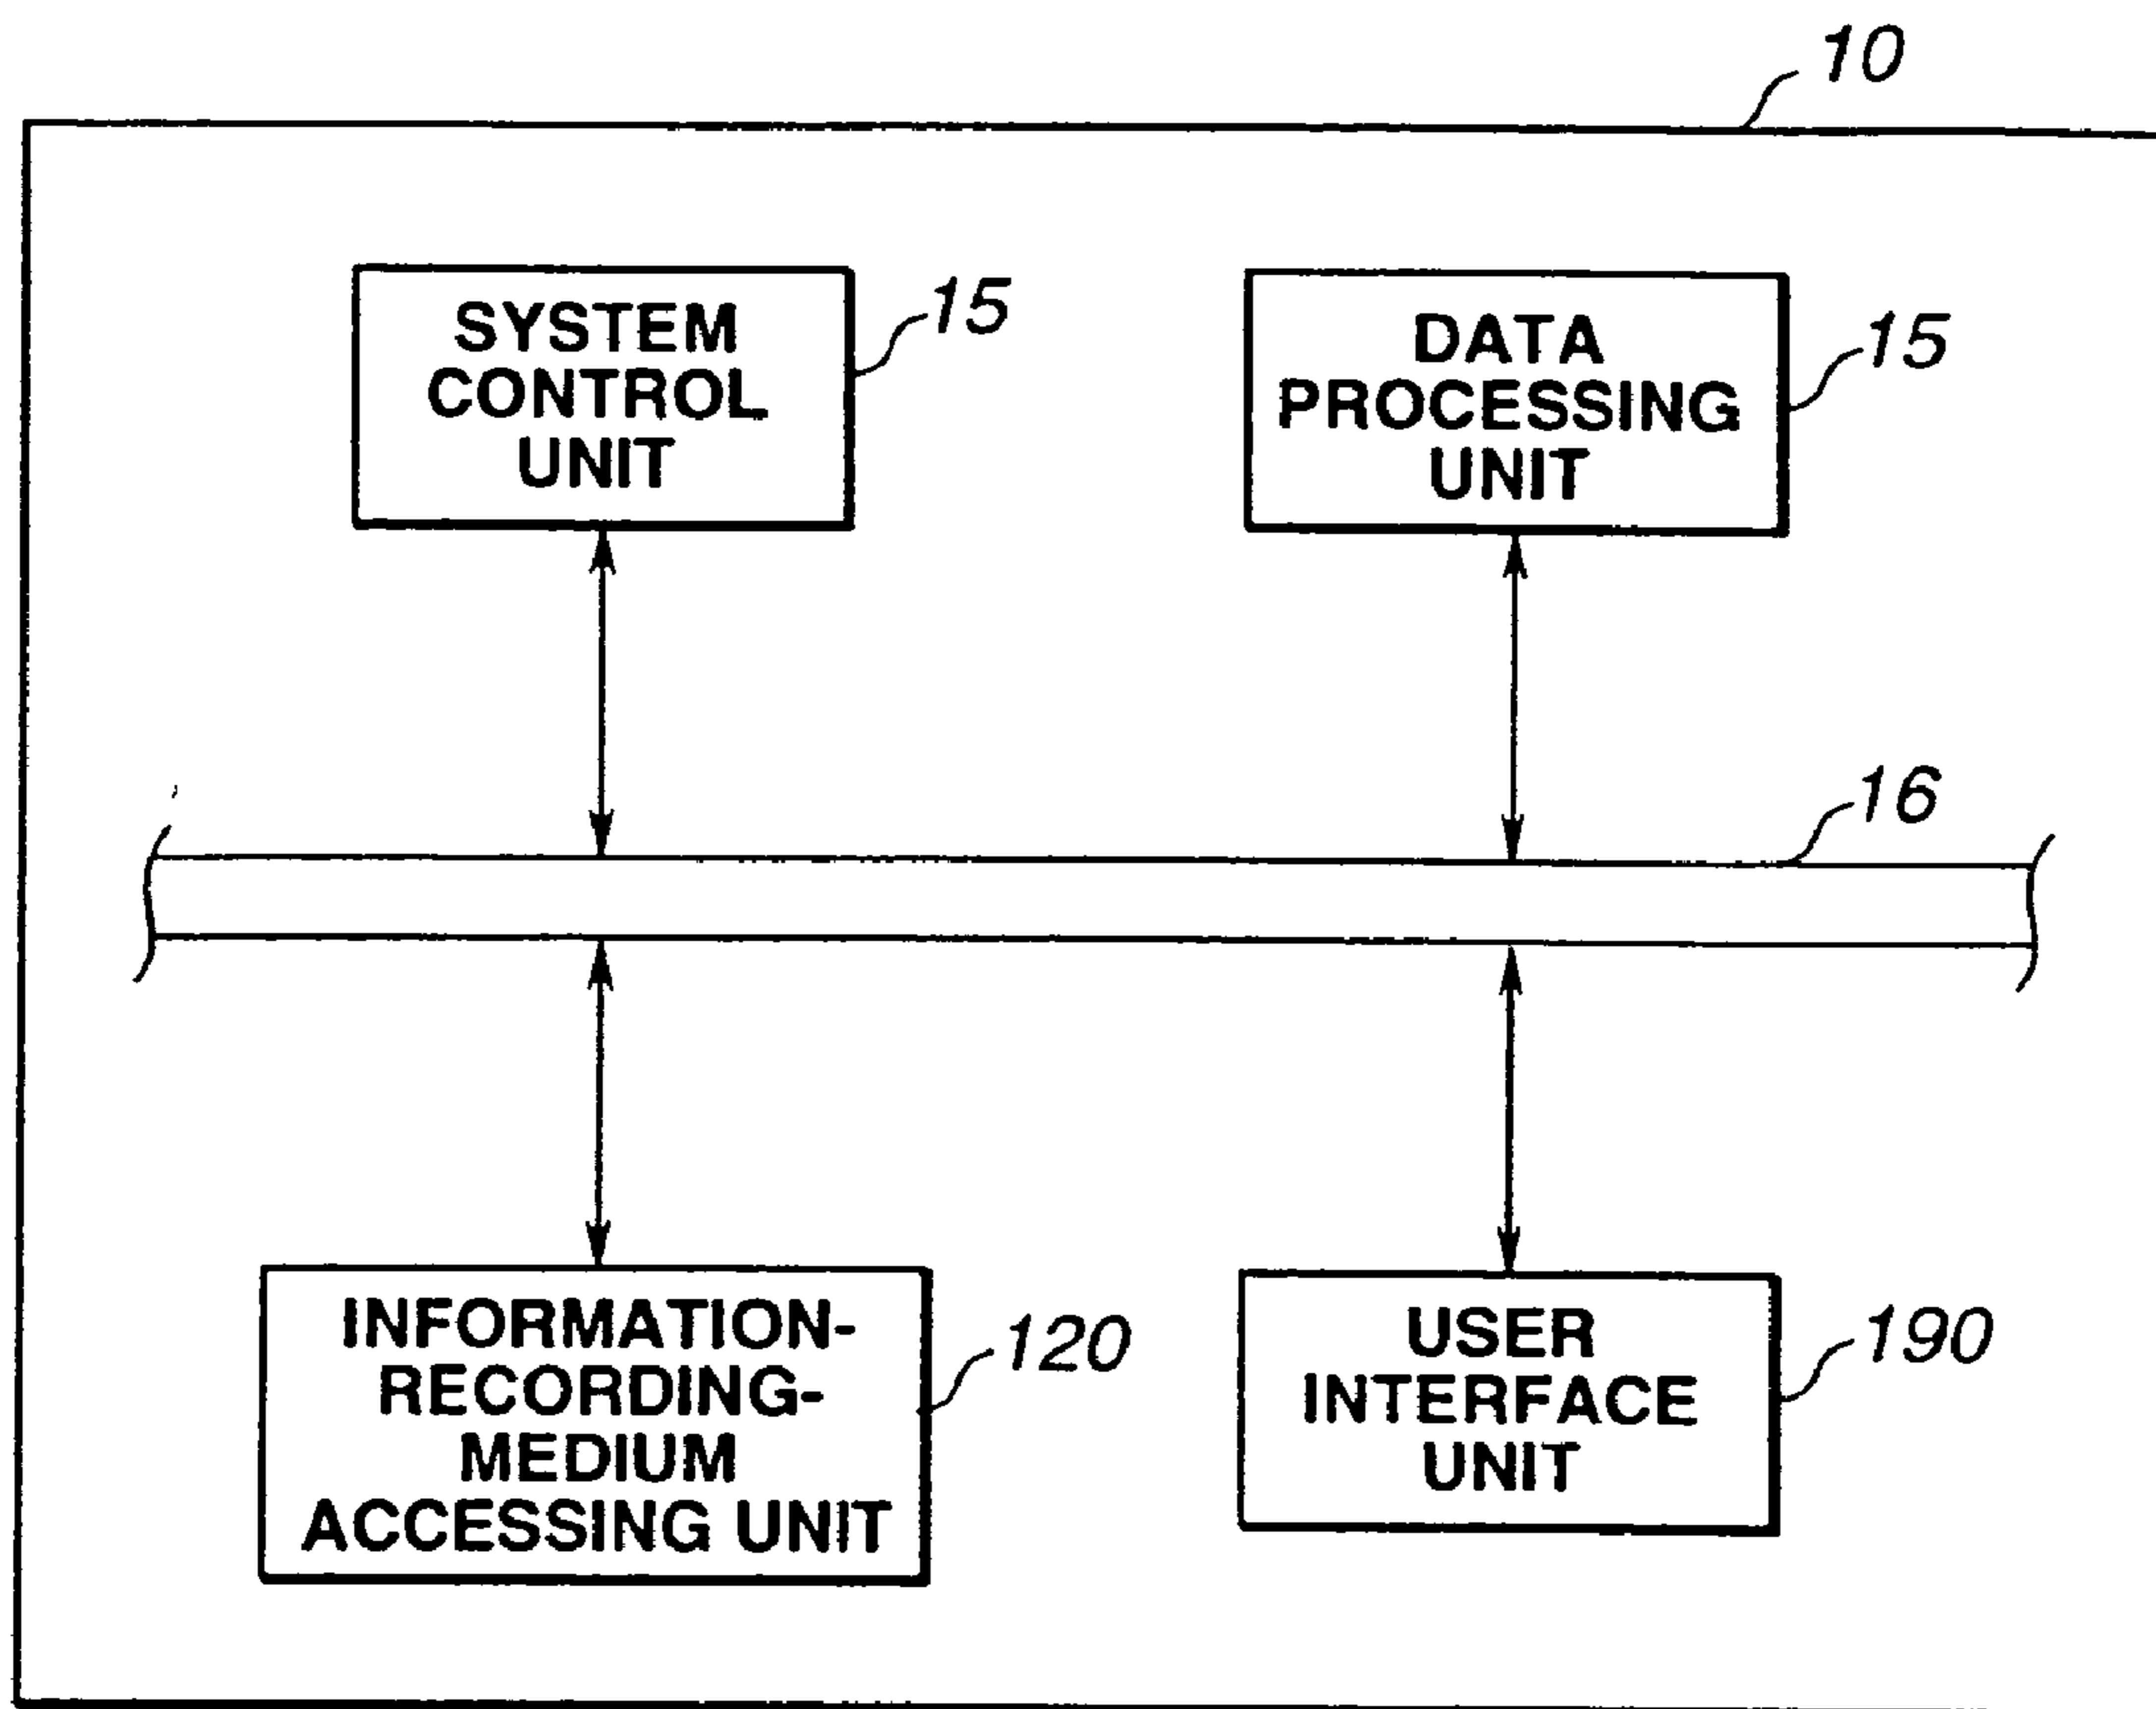 10
SYSTEM
CONTROL
UNIT
15
DATA
PROCESSING
UNIT
15
16
INFORMATION-
RECORDING-
MEDIUM
ACCESSING UNIT
120
USER
INTERFACE
UNIT
190